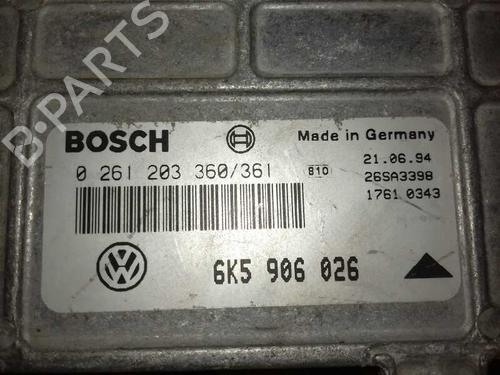 B-PARTS
BOSCH
Made in Germany
0 261 203 360/361
810
21.06.94
26SA3398
1761 0343
6K5 906 026